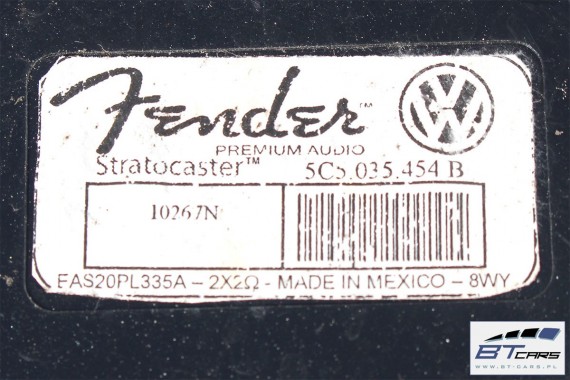 Fender™
PREMIUM AUDIO
Stratocaster™
5C5.035.454 B
10267N
EAS20PL335A – 2X2Ω - MADE IN MEXICO – 8WY
BTCARS
WWW.BT-CARS.PL